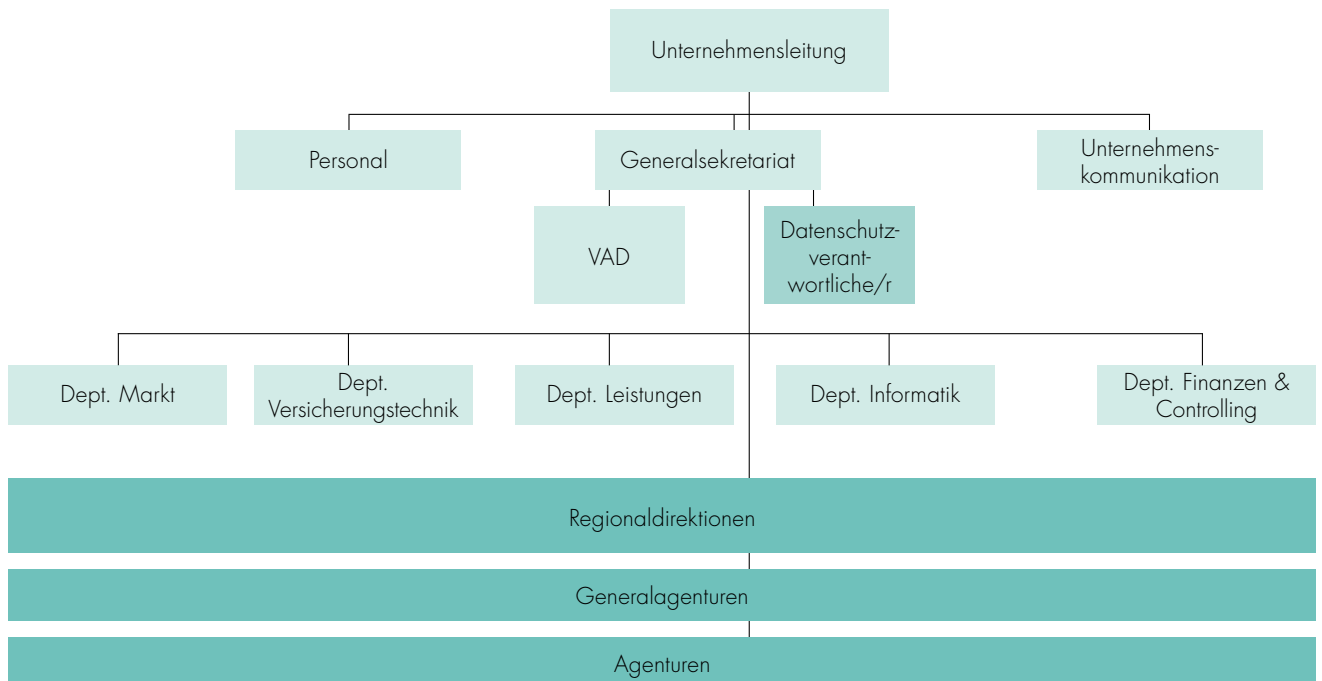 Unternehmensleitung
Personal
Generalsekretariat
Unternehmens-
kommunikation
VAD
Datenschutz-
verant-
wortliche/r
Dept. Markt
Dept.
Versicherungstechnik
Dept. Leistungen
Dept. Informatik
Dept. Finanzen &
Controlling
Regionaldirektionen
Generalagenturen
Agenturen